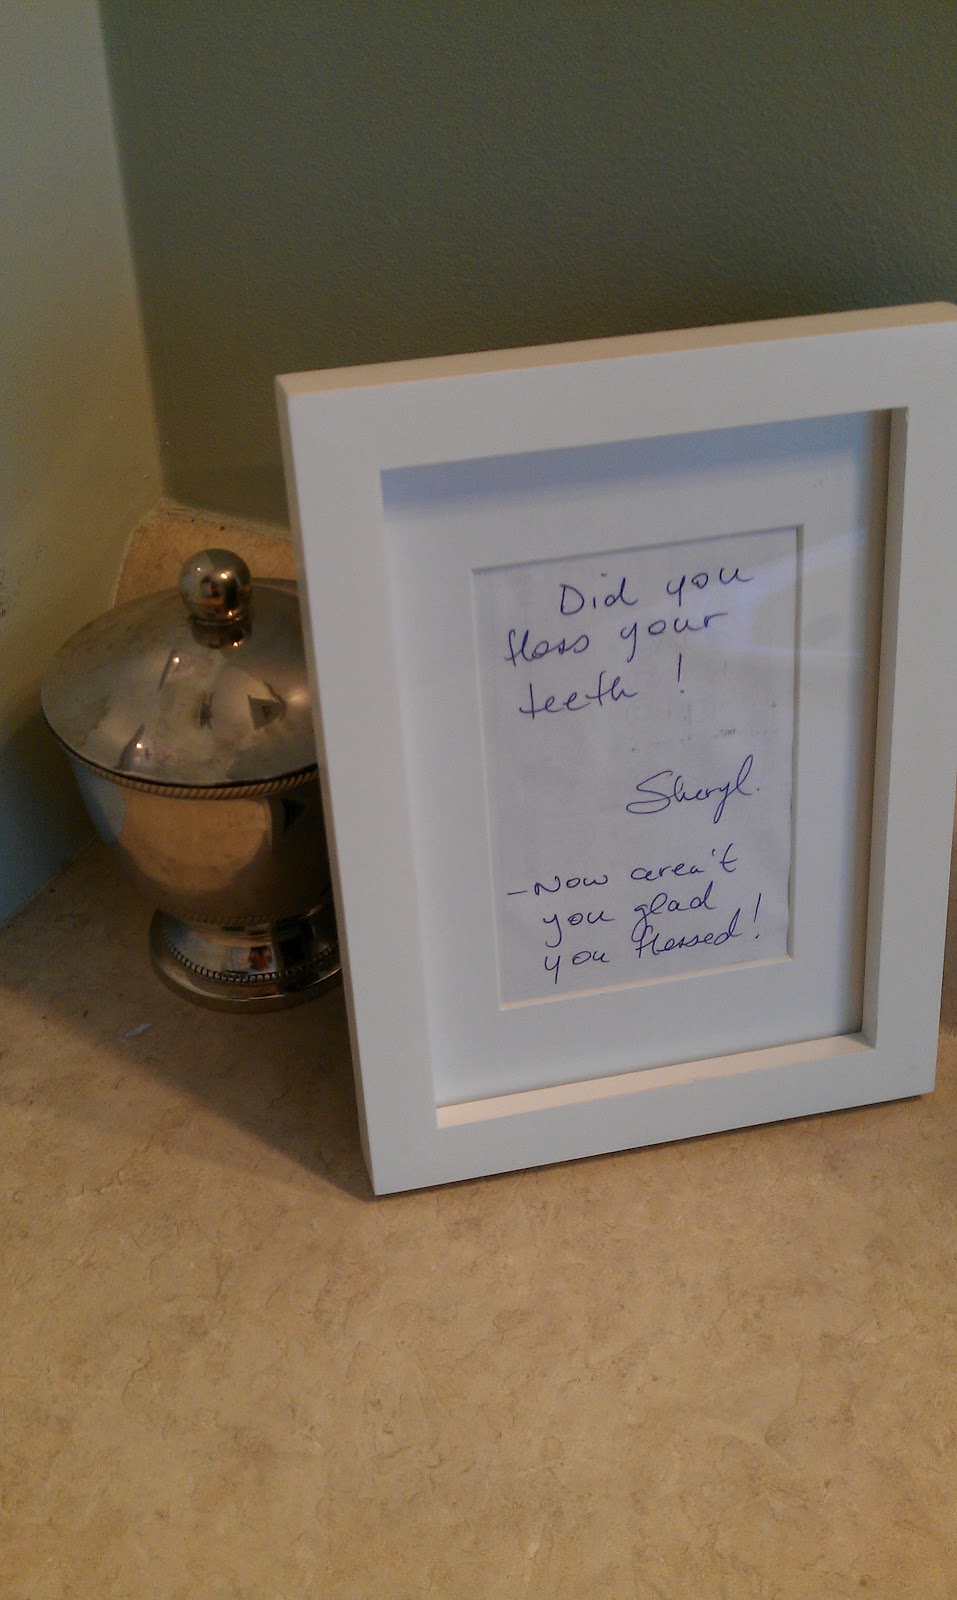 Did you
floss your
teeth !
Sheryl.
- Now aren't
you glad
you flossed!